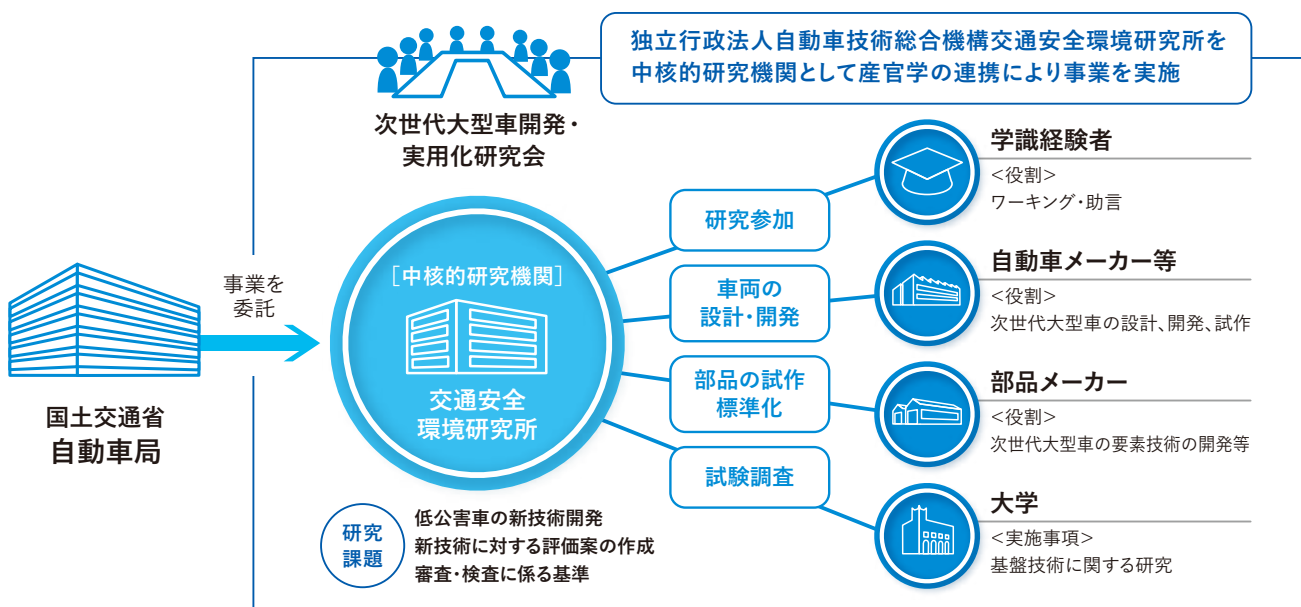 独立行政法人自動車技術総合機構交通安全環境研究所を
中核的研究機関として産官学の連携により事業を実施
次世代大型車開発・
実用化研究会
国土交通省
自動車局
事業を
委託
[中核的研究機関]
交通安全
環境研究所
研究
課題
低公害車の新技術開発
新技術に対する評価案の作成
審査・検査に係る基準
研究参加
車両の
設計・開発
部品の試作
標準化
試験調査
学識経験者
<役割>
ワーキング・助言
自動車メーカー等
<役割>
次世代大型車の設計、開発、試作
部品メーカー
<役割>
次世代大型車の要素技術の開発等
大学
<実施事項>
基盤技術に関する研究